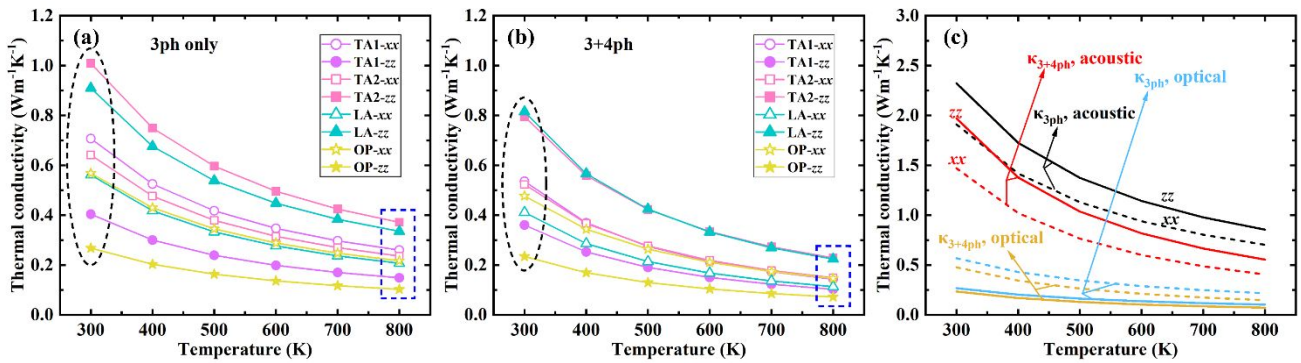 (a)
3ph only
TA1-xx
TA1-zz
TA2-xx
TA2-zz
LA-xx
LA-zz
OP-xx
OP-zz
Thermal conductivity (Wm⁻¹K⁻¹)
1.2
1.0
0.8
0.6
0.4
0.2
0.0
300 400 500 600 700 800
Temperature (K)
(b)
3+4ph
TA1-xx
TA1-zz
TA2-xx
TA2-zz
LA-xx
LA-zz
OP-xx
OP-zz
Thermal conductivity (Wm⁻¹K⁻¹)
1.2
1.0
0.8
0.6
0.4
0.2
0.0
300 400 500 600 700 800
Temperature (K)
(c)
κ3+4ph, acoustic
κ3ph, optical
κ3ph, acoustic
zz
xx
zz
xx
κ3+4ph, optical
Thermal conductivity (Wm⁻¹K⁻¹)
3.0
2.5
2.0
1.5
1.0
0.5
0.0
300 400 500 600 700 800
Temperature (K)